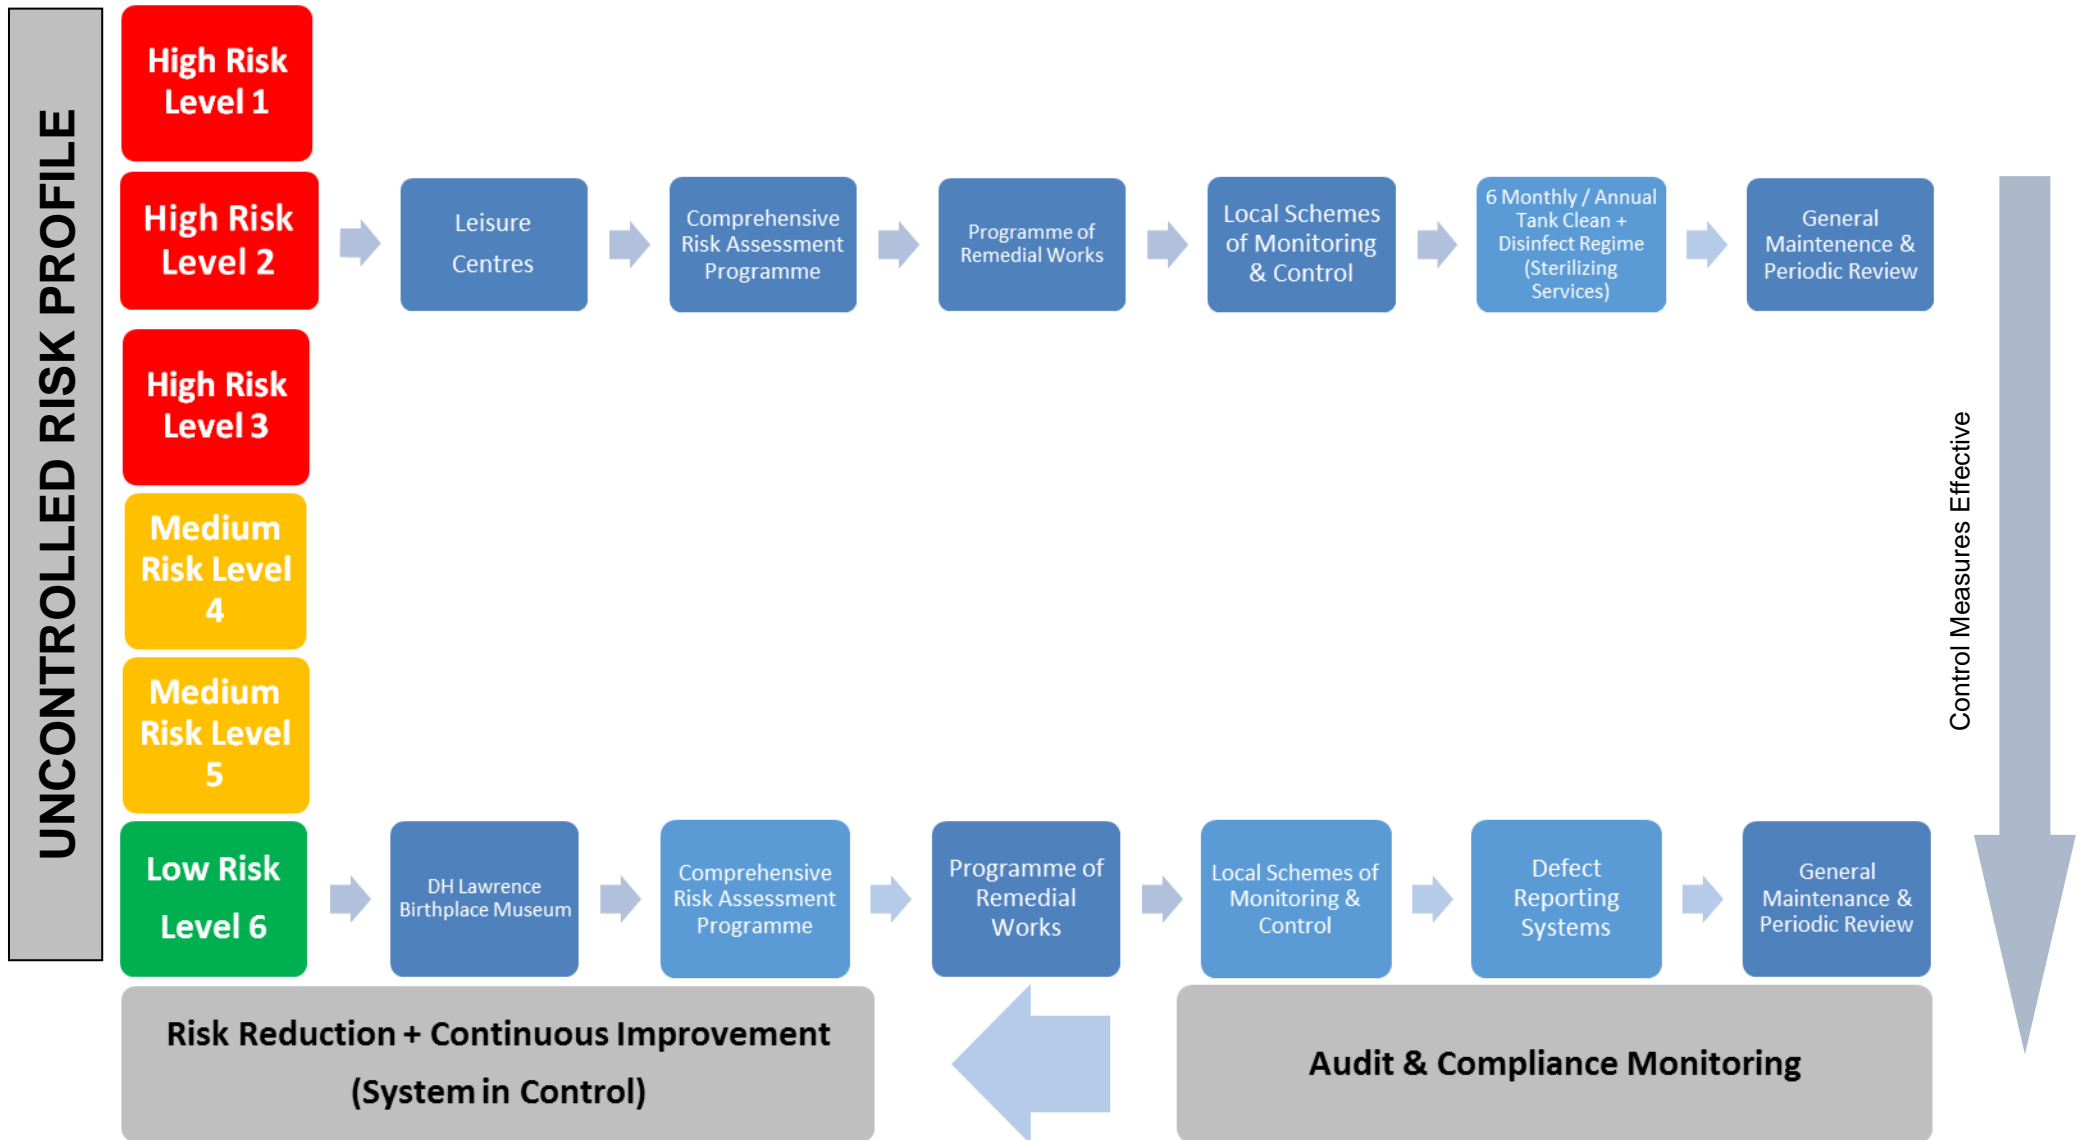 UNCONTROLLED RISK PROFILE
High Risk
Level 1
High Risk
Level 2
Leisure
Centres
Comprehensive
Risk Assessment
Programme
Programme of
Remedial Works
Local Schemes
of Monitoring
& Control
6 Monthly / Annual
Tank Clean +
Disinfect Regime
(Sterilizing
Services)
General
Maintenence &
Periodic Review
High Risk
Level 3
Medium
Risk Level
4
Medium
Risk Level
5
Control Measures Effective
Low Risk
Level 6
DH Lawrence
Birthplace Museum
Comprehensive
Risk Assessment
Programme
Programme of
Remedial
Works
Local Schemes of
Monitoring &
Control
Defect
Reporting
Systems
General
Maintenance &
Periodic Review
Risk Reduction + Continuous Improvement
(System in Control)
Audit & Compliance Monitoring